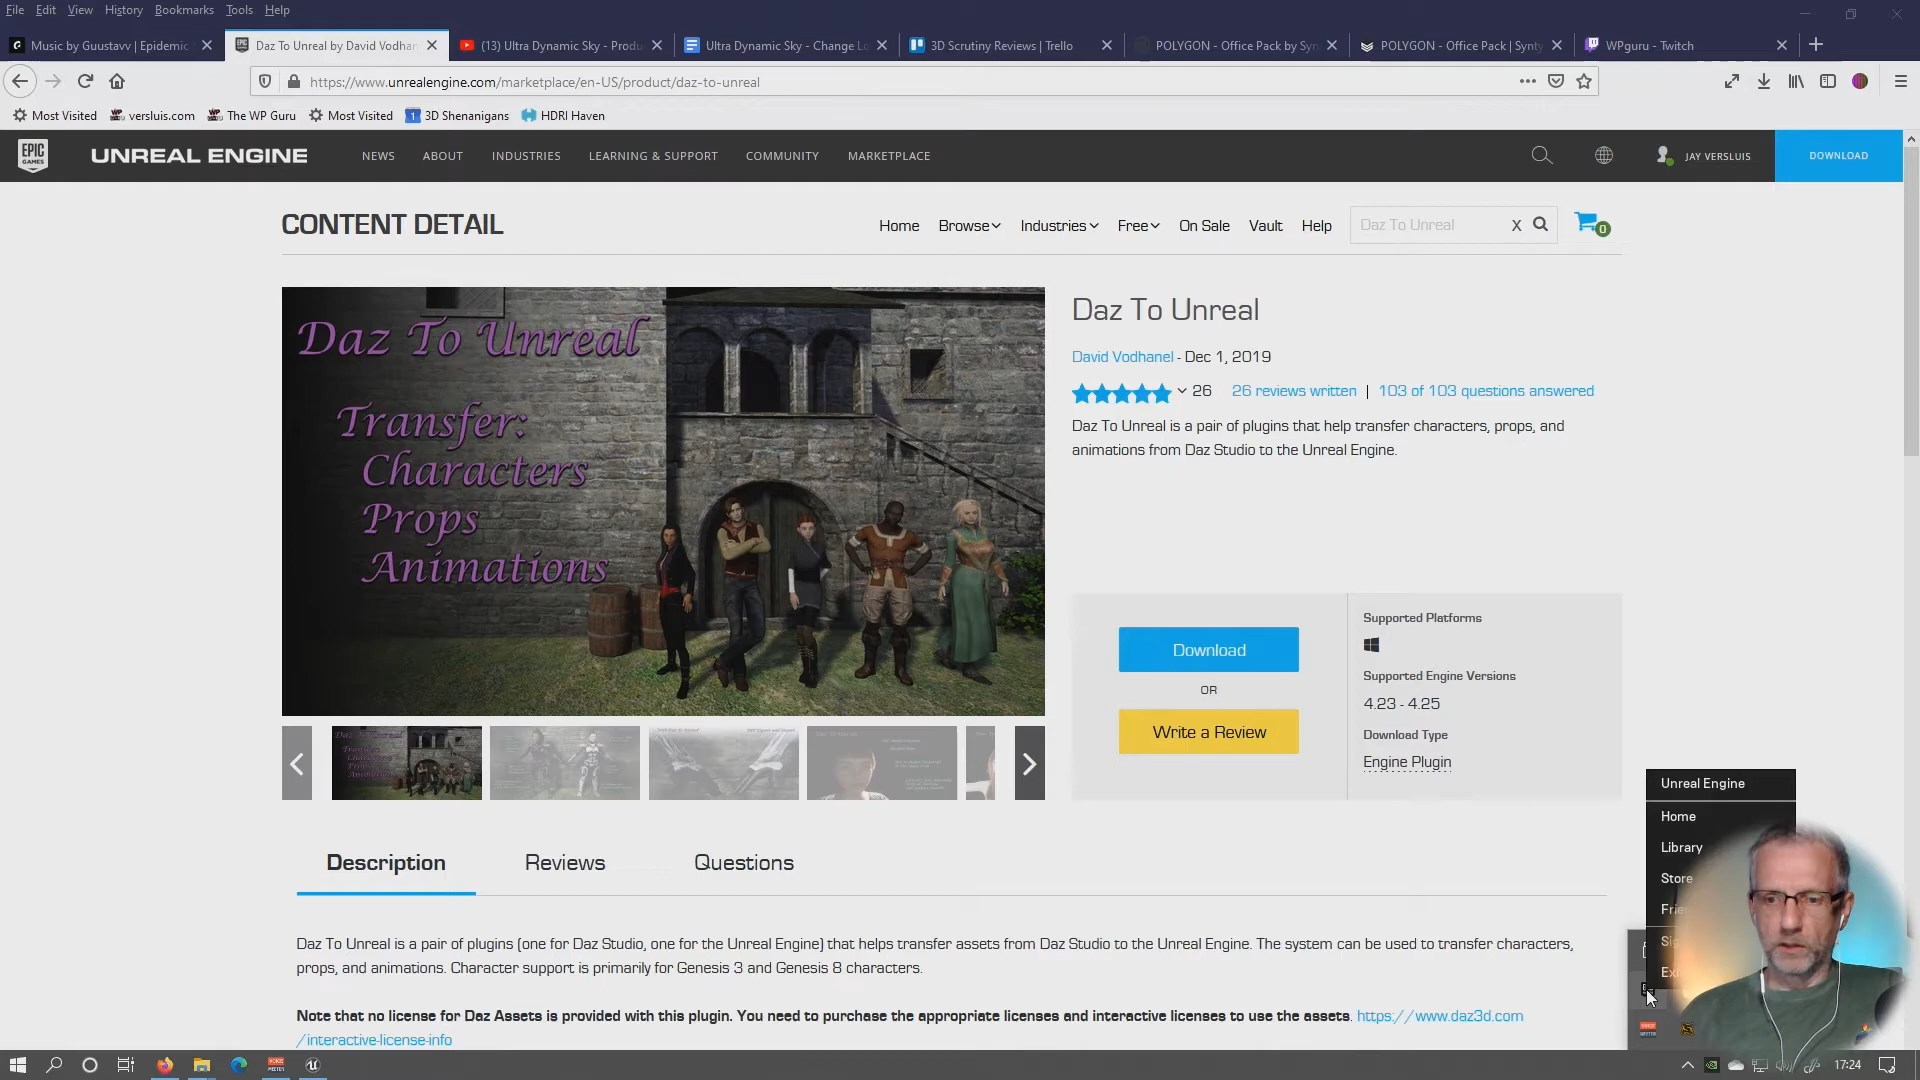 File Edit View History Bookmarks Tools Help
Music by Guustavv | Epidemic
Daz To Unreal by David Vodhan
(13) Ultra Dynamic Sky - Produ
Ultra Dynamic Sky - Change Lo
3D Scrutiny Reviews | Trello
POLYGON - Office Pack by Syn
POLYGON - Office Pack | Synty
WPguru - Twitch
https://www.unrealengine.com/marketplace/en-US/product/daz-to-unreal
Most Visited versluis.com The WP Guru Most Visited 3D Shenanigans HDRI Haven
EPIC GAMES UNREAL ENGINE NEWS ABOUT INDUSTRIES LEARNING & SUPPORT COMMUNITY MARKETPLACE JAY VERSLUIS DOWNLOAD
CONTENT DETAIL
Home Browse Industries Free On Sale Vault Help Daz To Unreal X 0
Daz To Unreal
Transfer:
Characters
Props
Animations
Daz To Unreal
David Vodhanel - Dec 1, 2019
26 26 reviews written | 103 of 103 questions answered
Daz To Unreal is a pair of plugins that help transfer characters, props, and
animations from Daz Studio to the Unreal Engine.
Download
OR
Write a Review
Supported Platforms
Supported Engine Versions
4.23 - 4.25
Download Type
Engine Plugin
Unreal Engine
Home
Library
Store
Description Reviews Questions
Daz To Unreal is a pair of plugins (one for Daz Studio, one for the Unreal Engine) that helps transfer assets from Daz Studio to the Unreal Engine. The system can be used to transfer characters,
props, and animations. Character support is primarily for Genesis 3 and Genesis 8 characters.
Note that no license for Daz Assets is provided with this plugin. You need to purchase the appropriate licenses and interactive licenses to use the assets. https://www.daz3d.com
/interactive-license-info
17:24